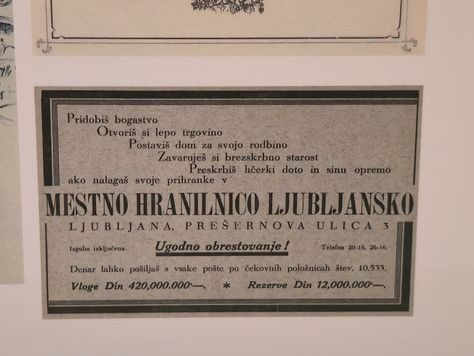 Pridobiš bogastvo
Otvoriš si lepo trgovino
Postaviš dom za svojo rodbino
Zavaruješ si brezskrbno starost
Preskrbiš hčerki doto in sinu opremo
ako nalagaš svoje prihranke v
MESTNO HRANILNICO LJUBLJANSKO
LJUBLJANA, PREŠERNOVA ULICA 3
Izguba izključena. Ugodno obrestovanje! Telefon 20-16, 26-16.
Denar lahko pošiljaš s vsake pošte po čekovnih položnicah štev. 10.533.
Vloge Din 420,000.000·—. * Rezerve Din 12,000.000·—.